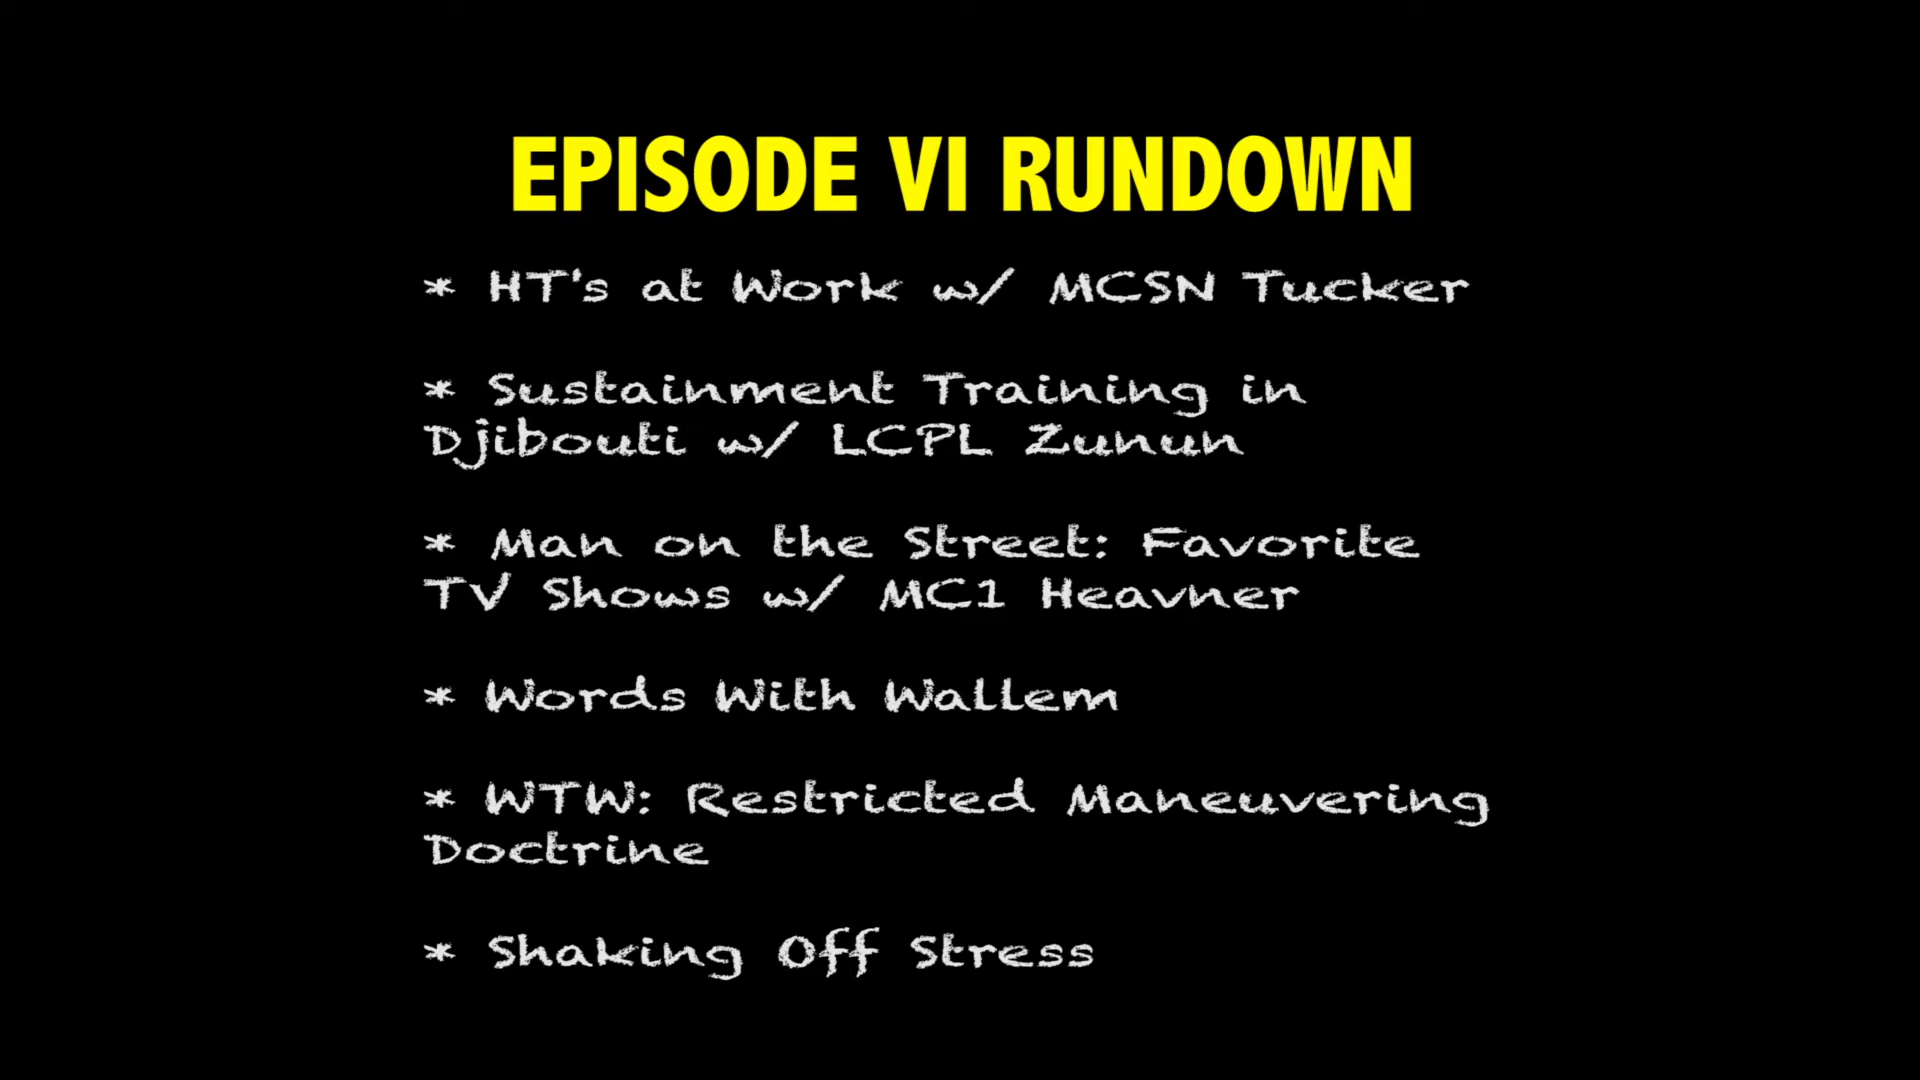 EPISODE VI RUNDOWN
* HT's at Work w/ MCSN Tucker
* Sustainment Training in
Djibouti w/ LCPL Zunun
* Man on the Street: Favorite
TV Shows w/ MC1 Heavner
* Words With Wallem
* WTW: Restricted Maneuvering
Doctrine
* Shaking Off Stress